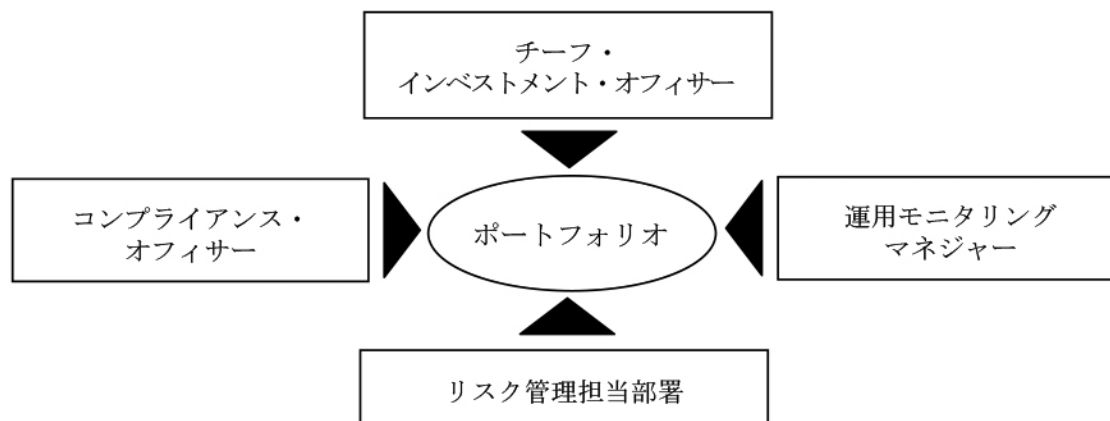 チーフ・
インベストメント・オフィサー
コンプライアンス・
オフィサー
ポートフォリオ
運用モニタリング
マネジャー
リスク管理担当部署